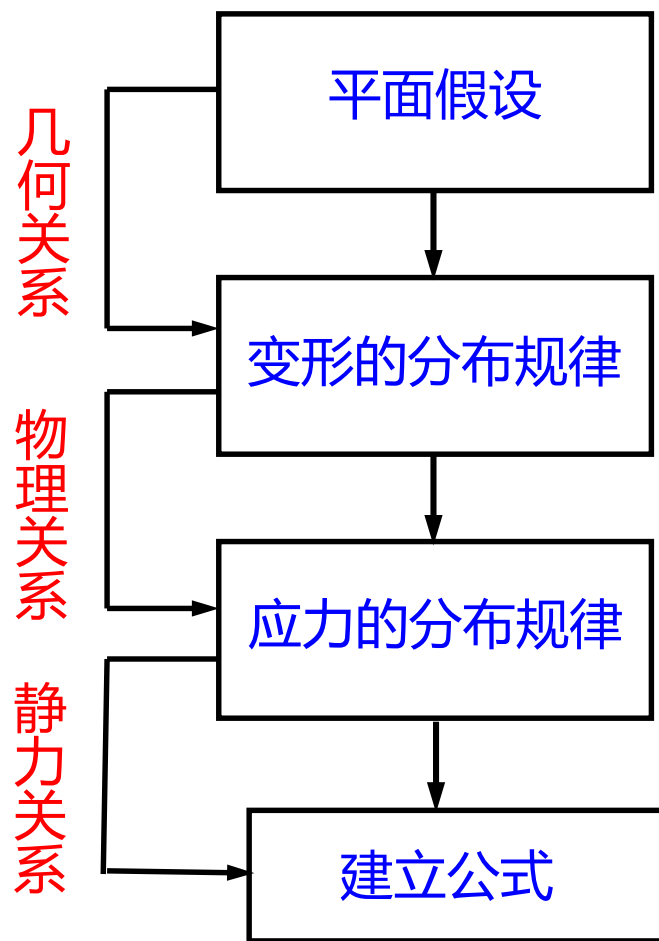 平面假设
几何关系
变形的分布规律
物理关系
应力的分布规律
静力关系
建立公式